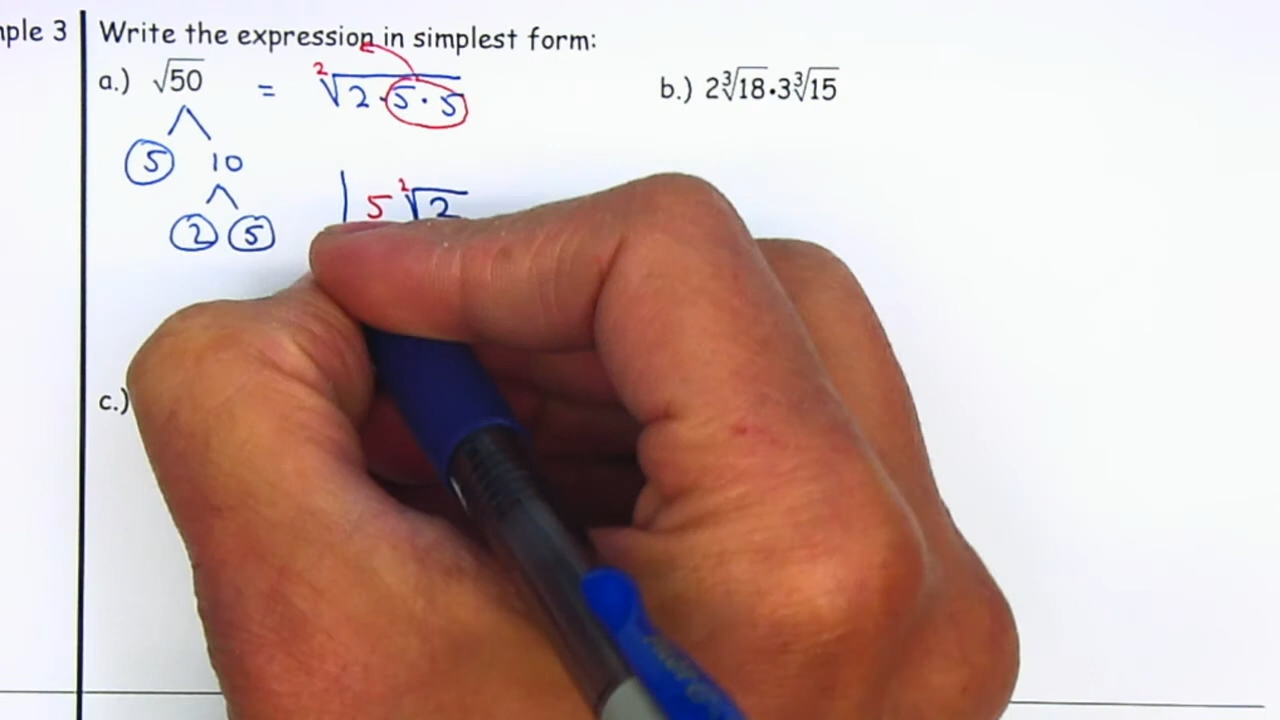 mple 3 Write the expression in simplest form:
a.) √50 = ²√2·5·5
b.) 2∛18·3∛15
5 10
5 ²√2
2 5
c.)